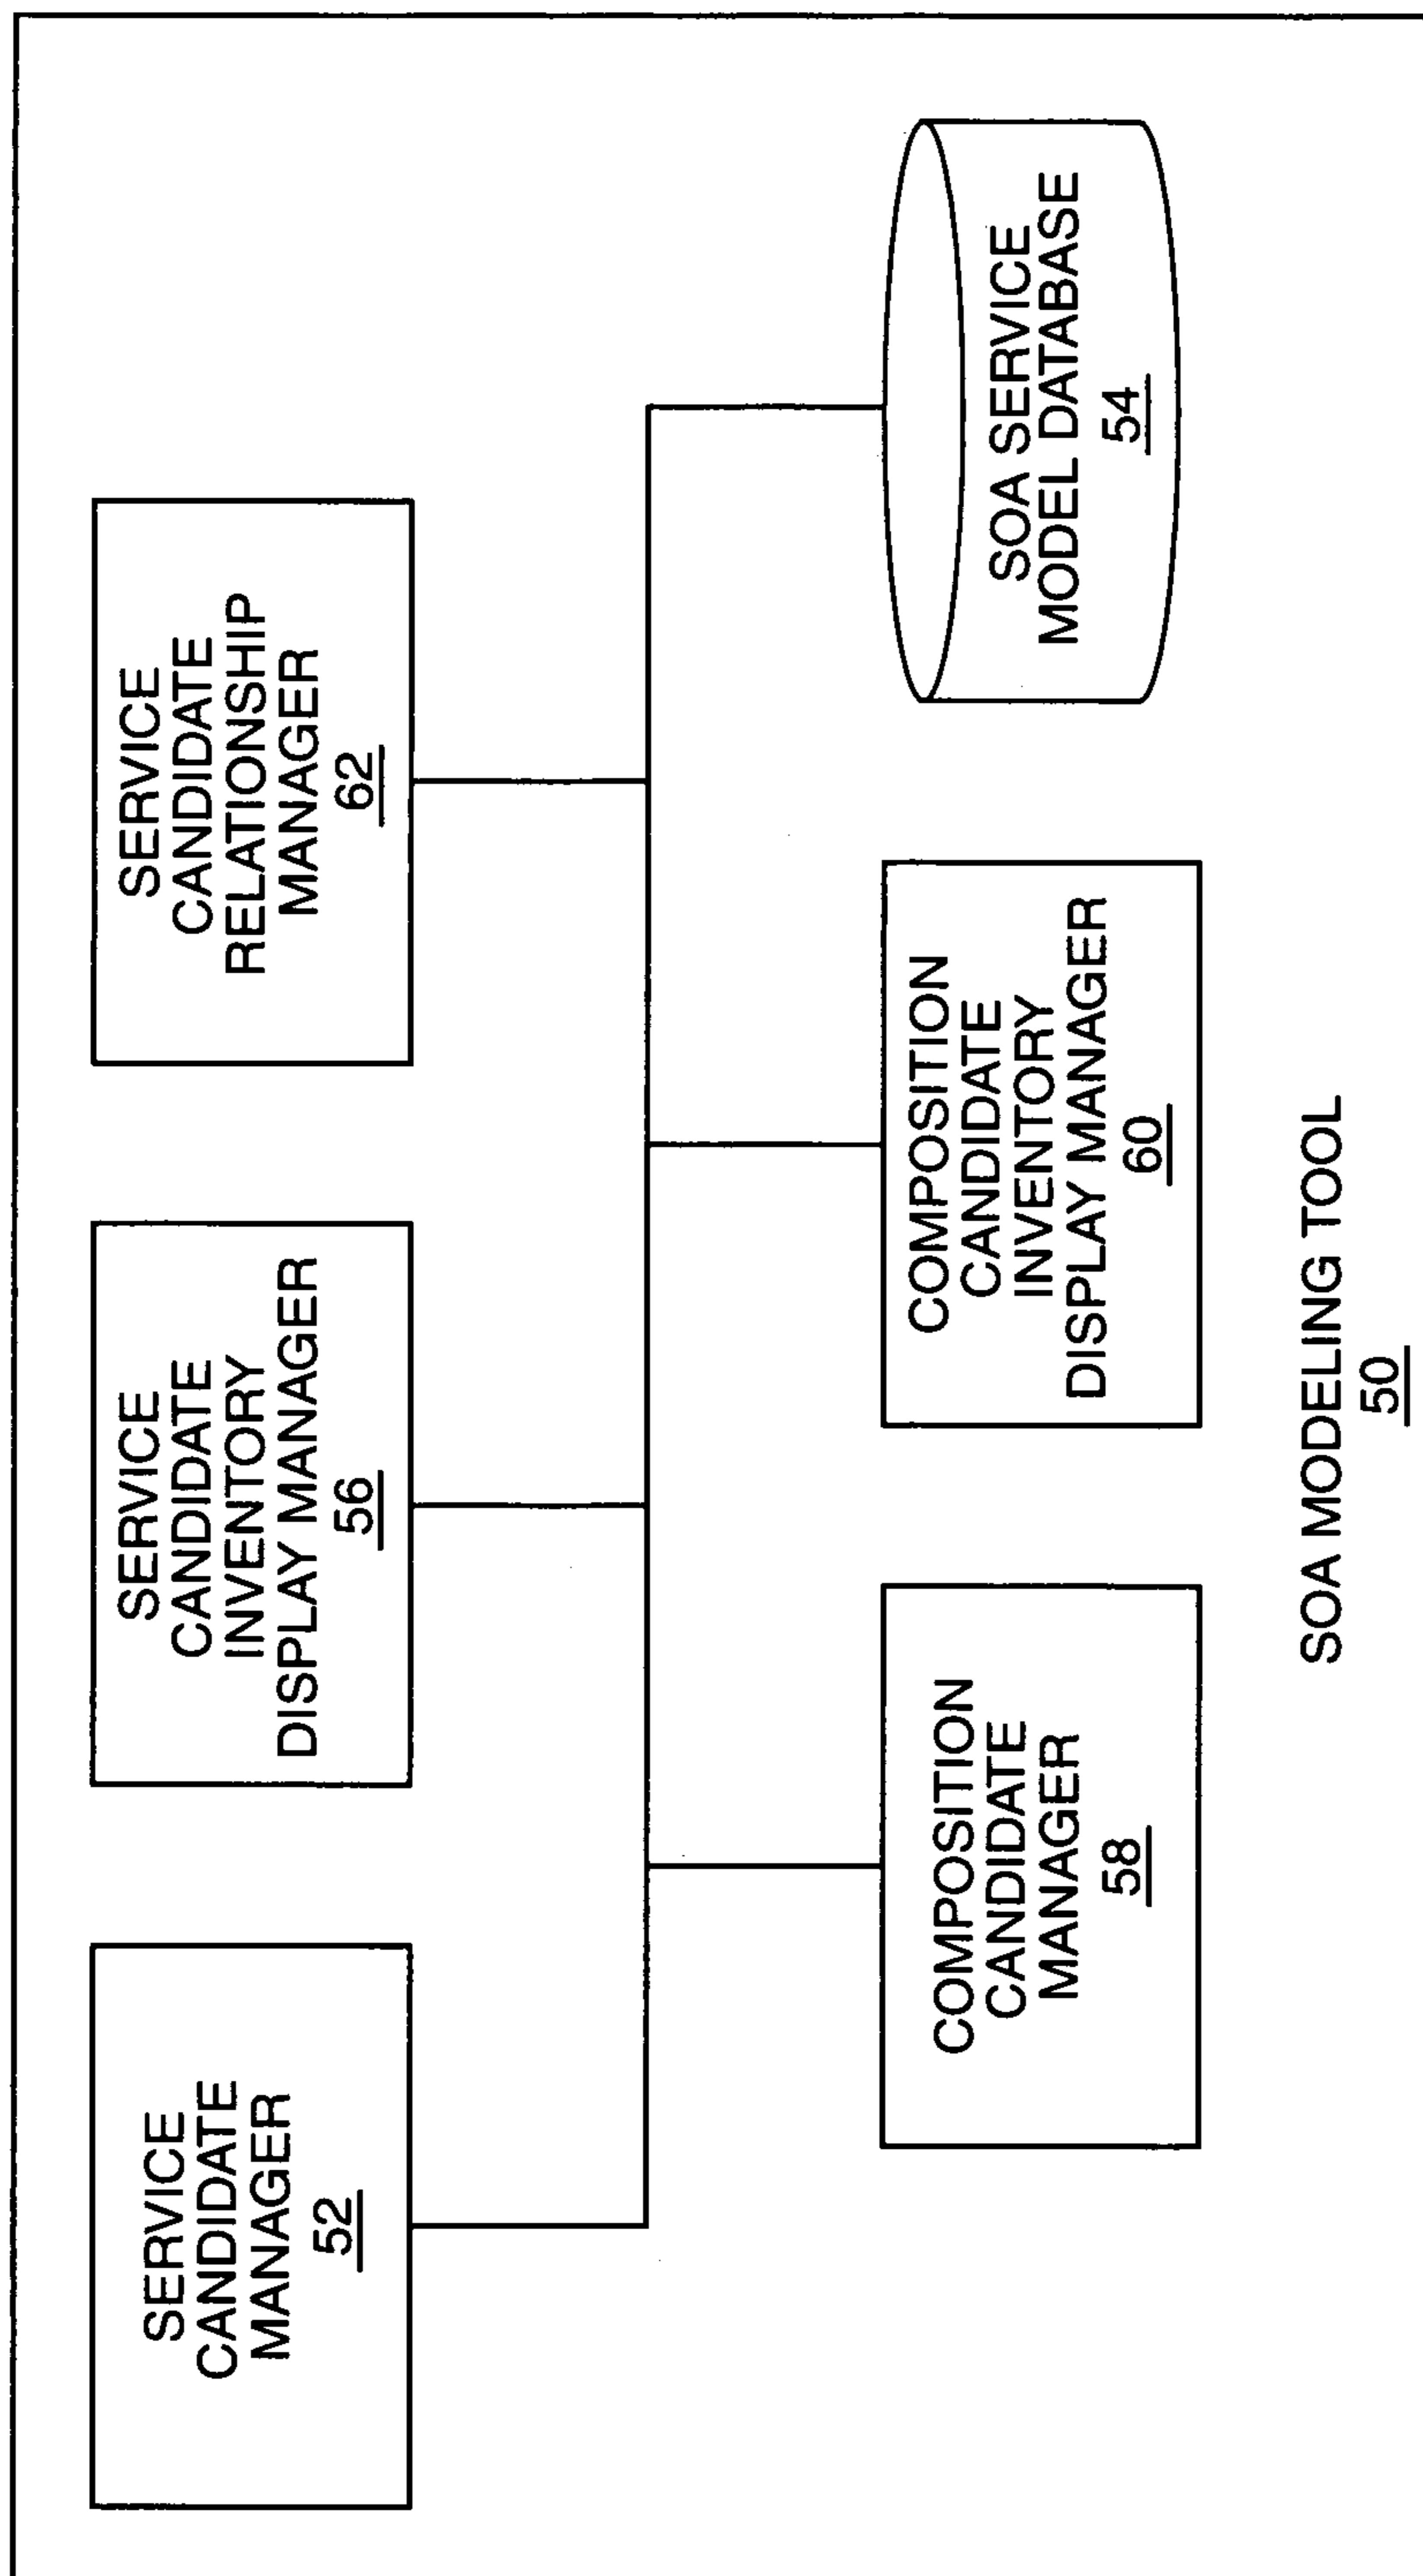 SERVICE
CANDIDATE
MANAGER
52
SERVICE
CANDIDATE
INVENTORY
DISPLAY MANAGER
56
SERVICE
CANDIDATE
RELATIONSHIP
MANAGER
62
COMPOSITION
CANDIDATE
MANAGER
58
COMPOSITION
CANDIDATE
INVENTORY
DISPLAY MANAGER
60
SOA SERVICE
MODEL DATABASE
54
SOA MODELING TOOL
50